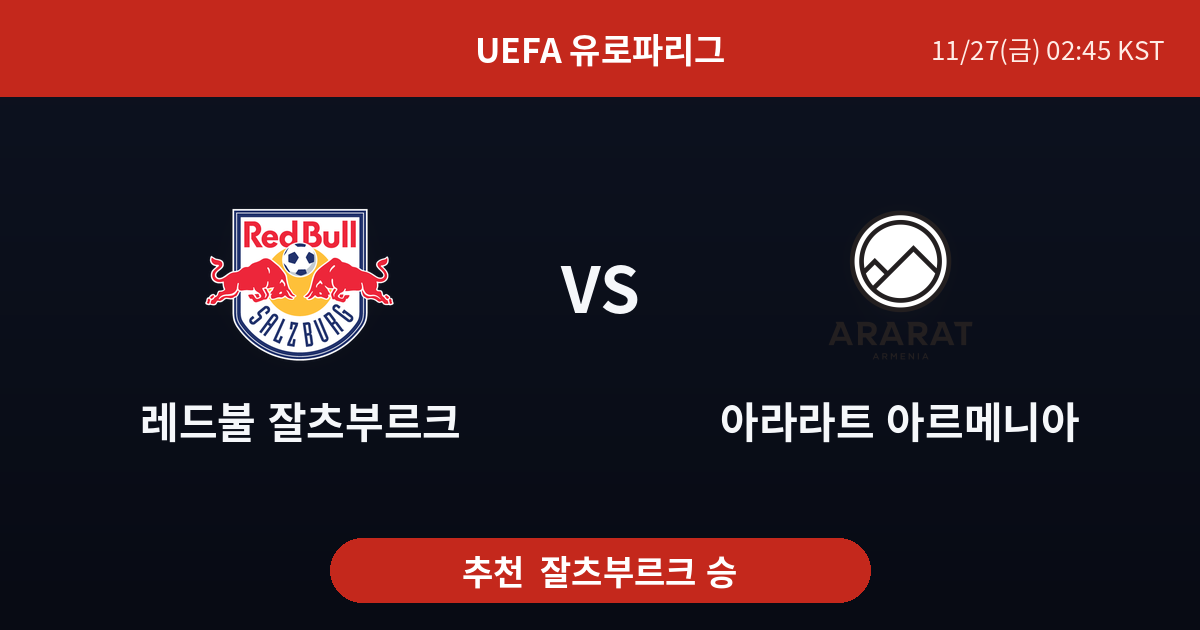 UEFA 유로파리그
11/27(금) 02:45 KST
Red Bull
SALZBURG
VS
ARARAT
ARMENIA
레드불 잘츠부르크
아라라트 아르메니아
추천 잘츠부르크 승